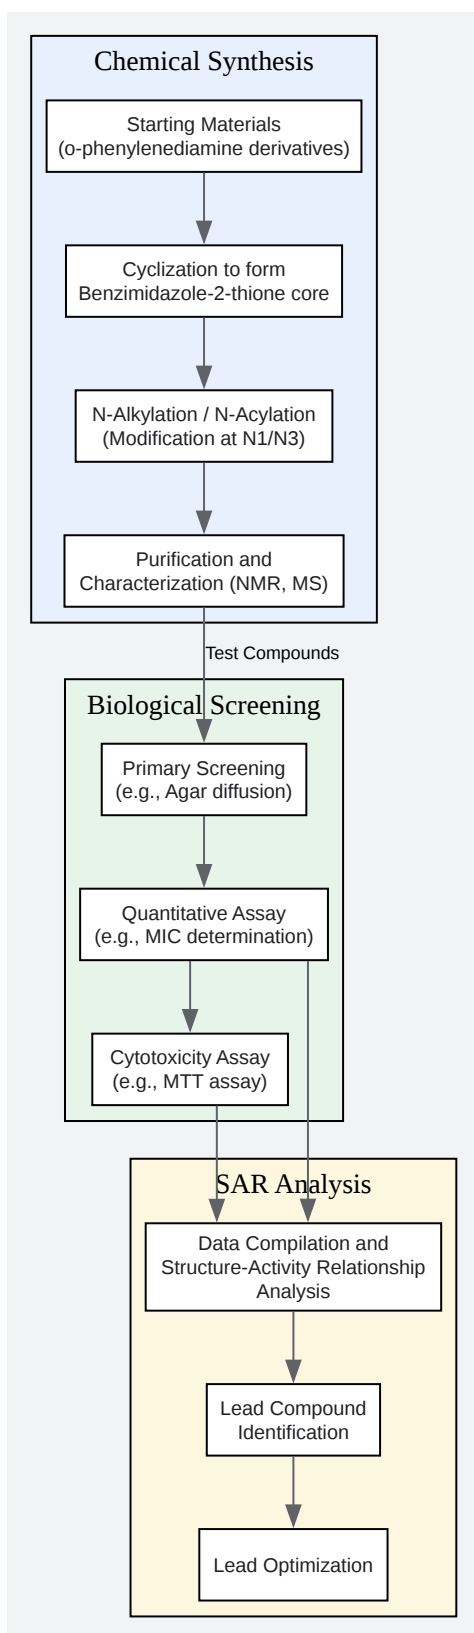 Chemical Synthesis
Starting Materials
(o-phenylenediamine derivatives)
Cyclization to form
Benzimidazole-2-thione core
N-Alkylation / N-Acylation
(Modification at N1/N3)
Purification and
Characterization (NMR, MS)
Test Compounds
Biological Screening
Primary Screening
(e.g., Agar diffusion)
Quantitative Assay
(e.g., MIC determination)
Cytotoxicity Assay
(e.g., MTT assay)
SAR Analysis
Data Compilation and
Structure-Activity Relationship
Analysis
Lead Compound
Identification
Lead Optimization